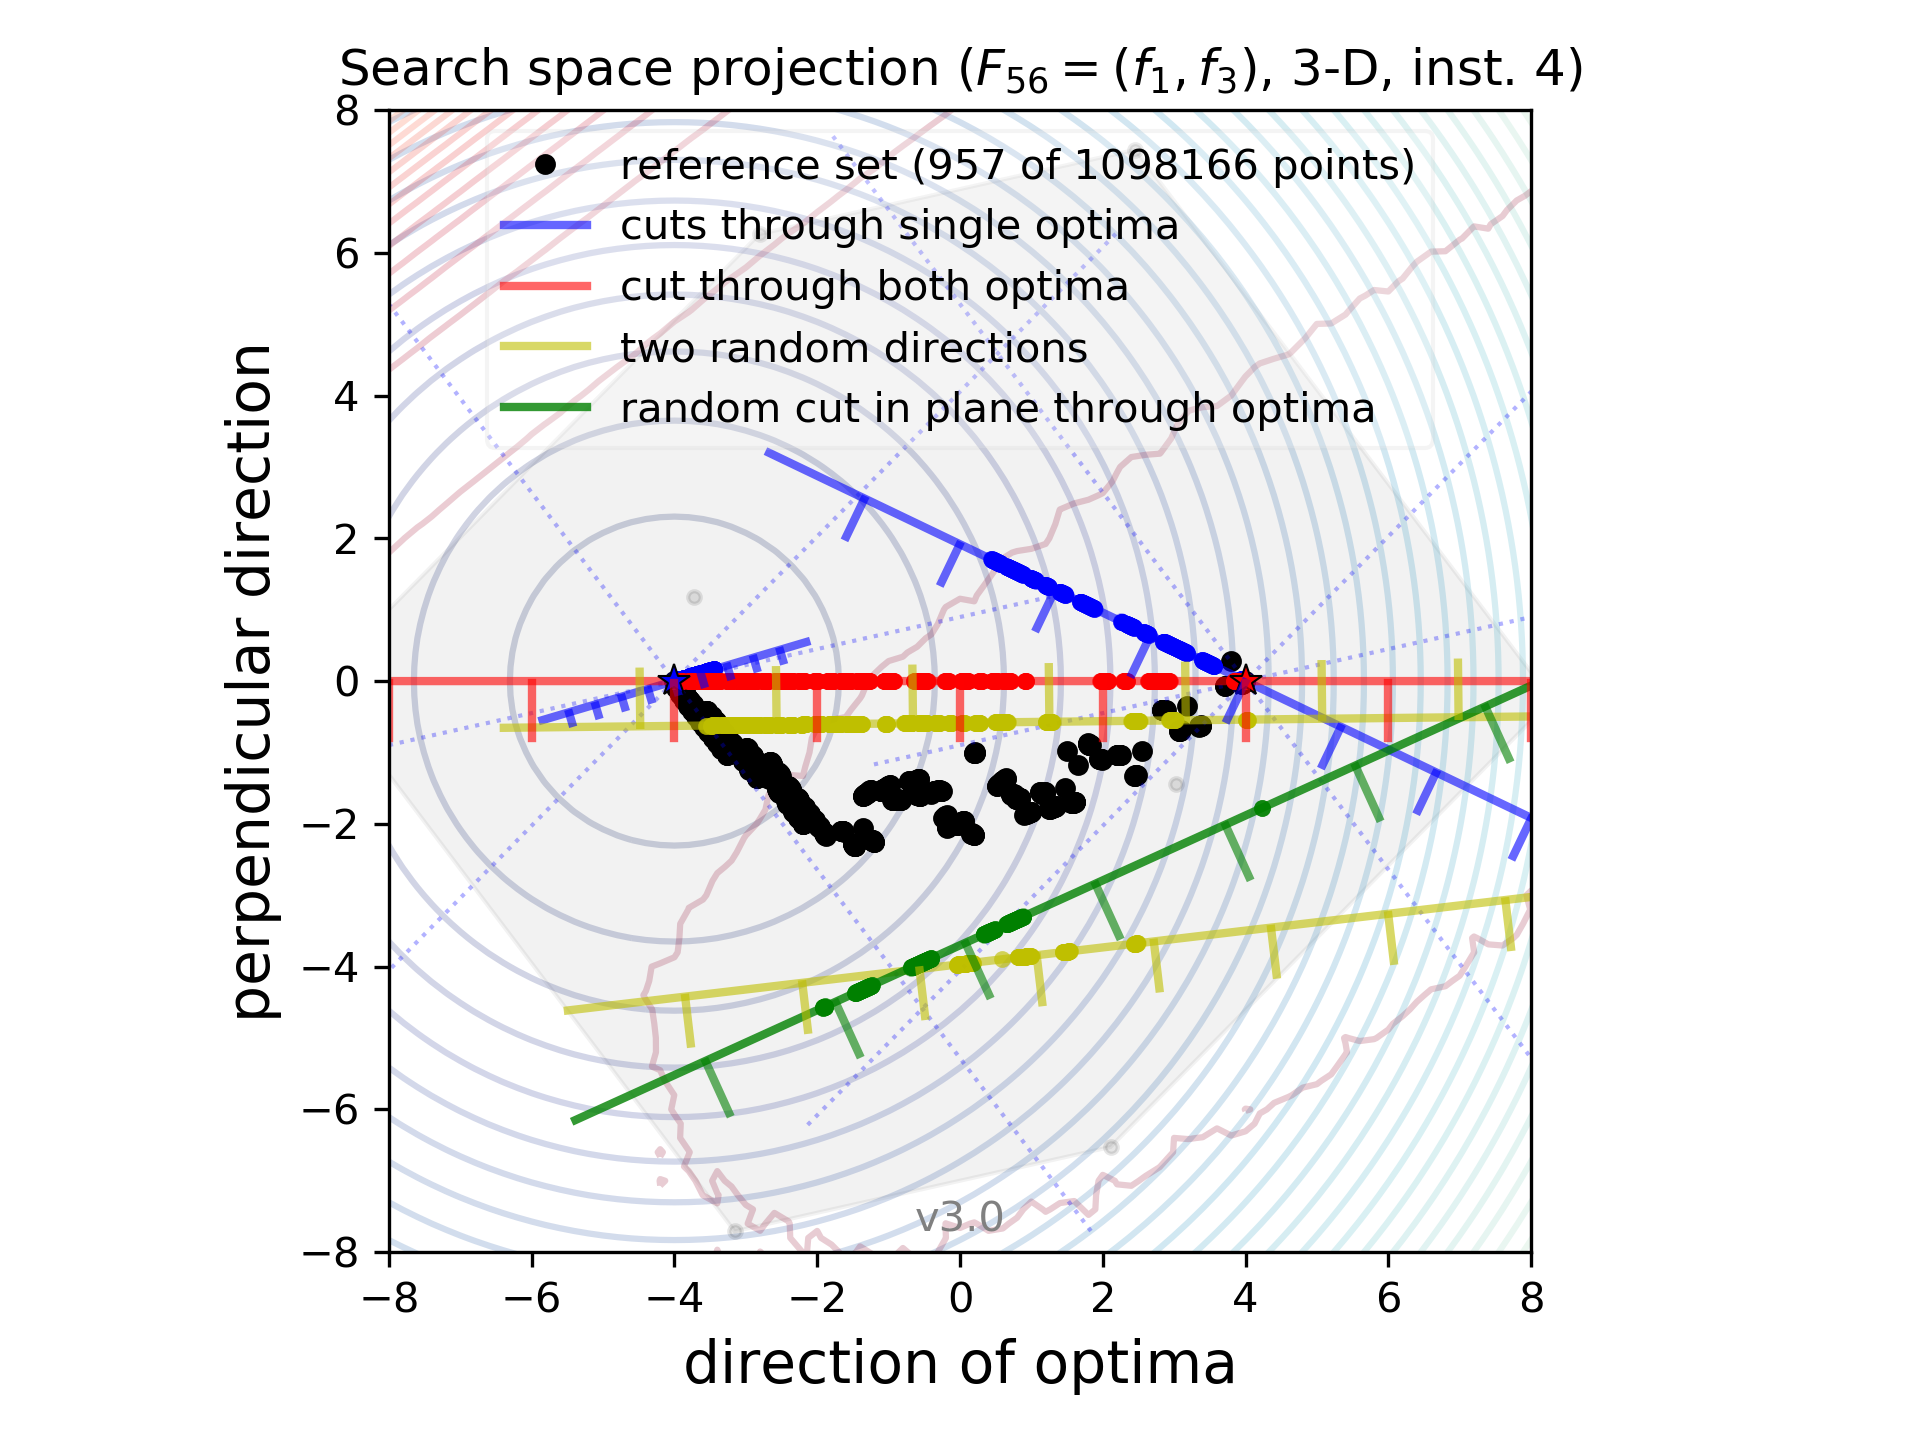 Search space projection (F₅₆ = (f₁, f₃), 3-D, inst. 4)
reference set (957 of 1098166 points)
cuts through single optima
cut through both optima
two random directions
random cut in plane through optima
perpendicular direction
8
6
4
2
0
−2
−4
−6
−8
v3.0
−8 −6 −4 −2 0 2 4 6 8
direction of optima